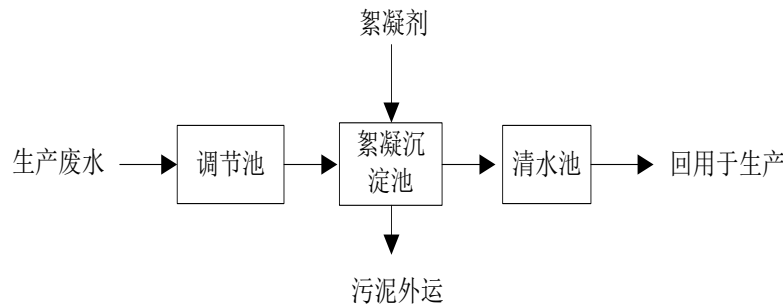 絮凝剂
生产废水
调节池
絮凝沉
淀池
清水池
回用于生产
污泥外运